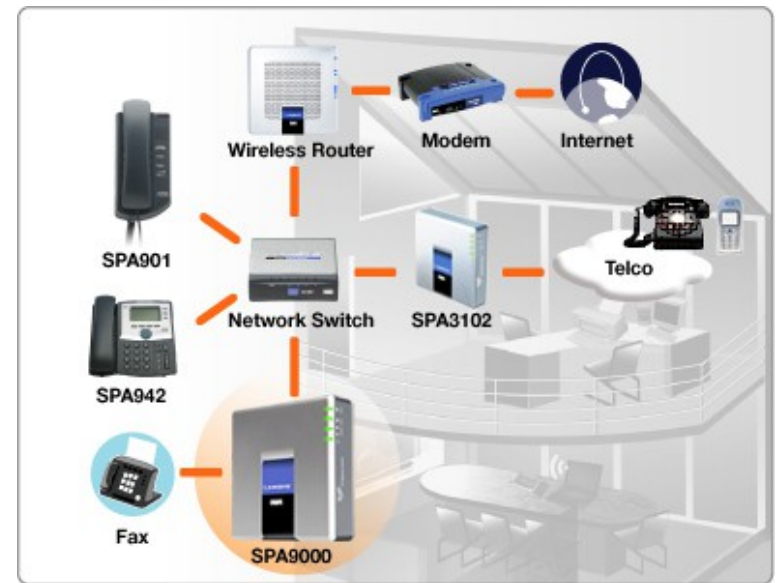 Wireless Router
Modem
Internet
SPA901
Network Switch
SPA3102
Telco
SPA942
Fax
SPA9000